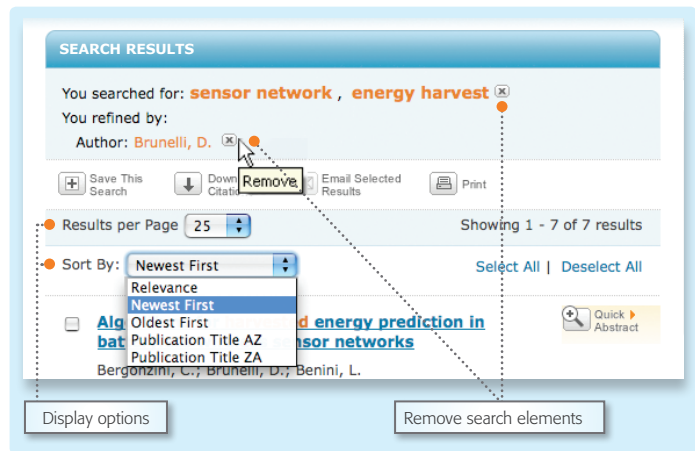 SEARCH RESULTS
You searched for: sensor network , energy harvest
You refined by:
Author: Brunelli, D.
Remove
Save This
Search
Down
Citatio
Email Selected
Results
Print
Results per Page 25
Showing 1 - 7 of 7 results
Sort By: Newest First
Select All | Deselect All
Relevance
Newest First
Oldest First
Publication Title AZ
Publication Title ZA
Alg d energy prediction in
bat nsor networks
Quick
Abstract
Bergonzini, C.; Brunelli, D.; Benini, L.
Display options
Remove search elements